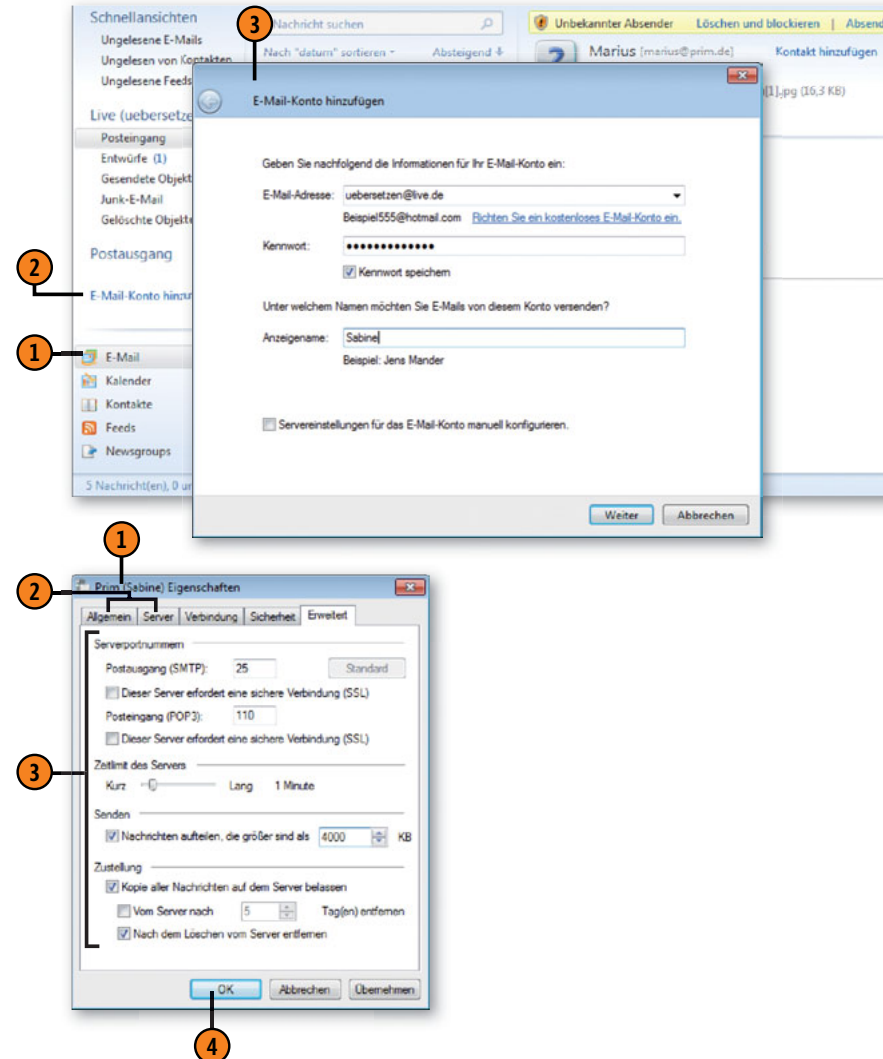 Schnellansichten
Ungelesene E-Mails
Ungelesen von Kontakten
Ungelesene Feeds
Live (uebersetze
Posteingang
Entwürfe (1)
Gesendete Objekt
Junk-E-Mail
Gelöschte Objekt
Postausgang
2
E-Mail-Konto hinzu
1
E-Mail
Kalender
Kontakte
Feeds
Newsgroups
5 Nachricht(en), 0 un
3
Nachricht suchen
Nach "datum" sortieren
Absteigend
Unbekannter Absender Löschen und blockieren | Absend
Marius [marius@prim.de] Kontakt hinzufügen
[1].jpg (16,3 KB)
E-Mail-Konto hinzufügen
Geben Sie nachfolgend die Informationen für Ihr E-Mail-Konto ein:
E-Mail-Adresse: uebersetzen@live.de
Beispiel555@hotmail.com Richten Sie ein kostenloses E-Mail-Konto ein.
Kennwort: •••••••••••••
Kennwort speichern
Unter welchem Namen möchten Sie E-Mails von diesem Konto versenden?
Anzeigename: Sabine
Beispiel: Jens Mander
Servereinstellungen für das E-Mail-Konto manuell konfigurieren.
Weiter Abbrechen
1
2
Prim (Sabine) Eigenschaften
Allgemein Server Verbindung Sicherheit Erweitert
Serverportnummern
Postausgang (SMTP): 25 Standard
Dieser Server erfordert eine sichere Verbindung (SSL)
Posteingang (POP3): 110
Dieser Server erfordert eine sichere Verbindung (SSL)
3
Zeitlimit des Servers
Kurz Lang 1 Minute
Senden
Nachrichten aufteilen, die größer sind als 4000 KB
Zustellung
Kopie aller Nachrichten auf dem Server belassen
Vom Server nach 5 Tag(en) entfernen
Nach dem Löschen vom Server entfernen
OK Abbrechen Übernehmen
4